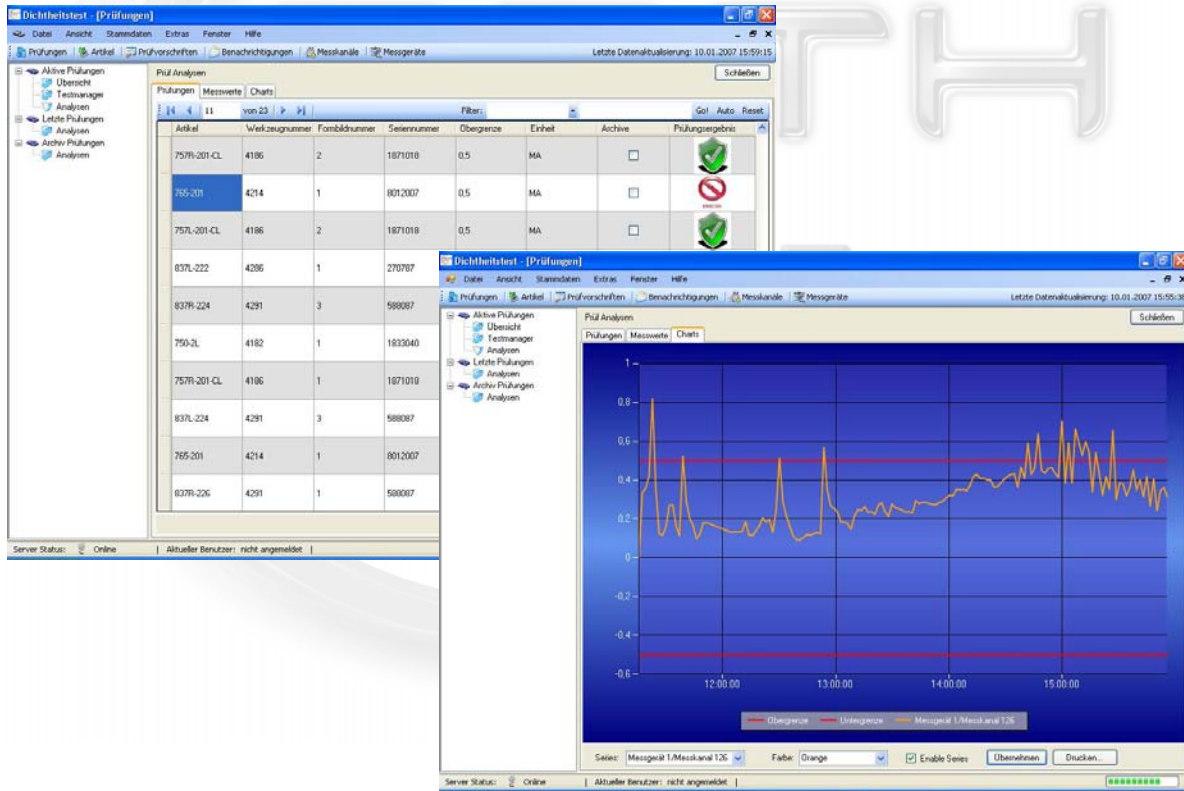 TH
Dichtheitstest - [Prüfungen]
Datei Ansicht Stammdaten Extras Fenster Hilfe
Prüfungen Artikel Prüfvorschriften Benachrichtigungen Messkanäle Messgeräte Letzte Datenaktualisierung: 10.01.2007 15:59:15
Aktive Prüfungen
Übersicht
Testmanager
Analysen
Letzte Prüfungen
Analysen
Archiv Prüfungen
Analysen
Prüf Analysen Schließen
Prüfungen Messwerte Charts
11 von 23 Filter: Go! Auto Reset
Artikel Werkzeugnummer Formbildnummer Seriennummer Obergrenze Einheit Archive Prüfungsergebnis
757R-201-CL 4186 2 1871018 0,5 MA
765-201 4214 1 8012007 0,5 MA
757L-201-CL 4186 2 1871018 0,5 MA
837L-222 4286 1 270787
837R-224 4291 3 588087
750-2L 4182 1 1833040
757R-201-CL 4186 1 1871018
837L-224 4291 3 588087
765-201 4214 1 8012007
837R-226 4291 1 588087
Server Status: Online | Aktueller Benutzer: nicht angemeldet |
Dichtheitstest - [Prüfungen]
Datei Ansicht Stammdaten Extras Fenster Hilfe
Prüfungen Artikel Prüfvorschriften Benachrichtigungen Messkanäle Messgeräte Letzte Datenaktualisierung: 10.01.2007 15:55:38
Aktive Prüfungen
Übersicht
Testmanager
Analysen
Letzte Prüfungen
Analysen
Archiv Prüfungen
Analysen
Prüf Analysen Schließen
Prüfungen Messwerte Charts
1
0,8
0,6
0,4
0,2
0
-0,2
-0,4
-0,6
12:00:00 13:00:00 14:00:00 15:00:00
Obergrenze Untergrenze Messgerät 1/Messkanal 126
Series: Messgerät 1/Messkanal 126 Farbe: Orange Enable Series Übernehmen Drucken...
Server Status: Online | Aktueller Benutzer: nicht angemeldet |